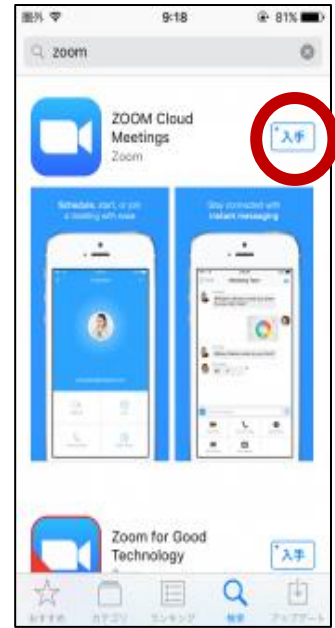 圏外 9:18 81%
zoom
ZOOM Cloud
Meetings
Zoom
入手
Schedule, start, or join
a meeting with ease
Stay connected with
instant messaging
Zoom for Good
Technology
入手
おすすめ カテゴリ ランキング 検索 アップデート